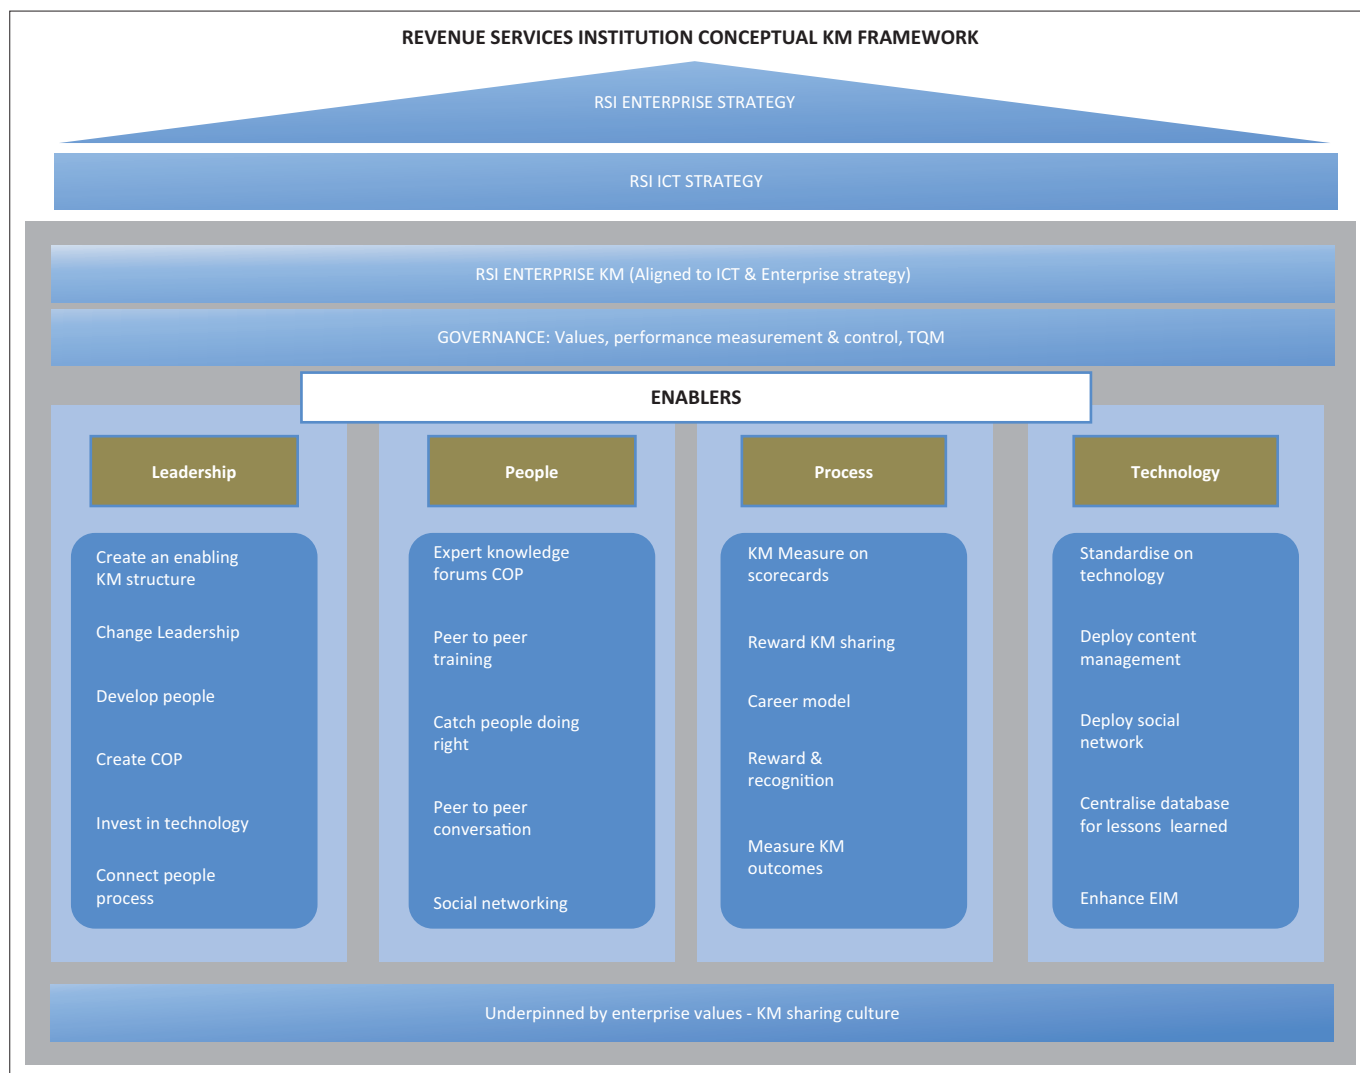 REVENUE SERVICES INSTITUTION CONCEPTUAL KM FRAMEWORK
RSI ENTERPRISE STRATEGY
RSI ICT STRATEGY
RSI ENTERPRISE KM (Aligned to ICT & Enterprise strategy)
GOVERNANCE: Values, performance measurement & control, TQM
ENABLERS
Leadership
Create an enabling
KM structure
Change Leadership
Develop people
Create COP
Invest in technology
Connect people
process
People
Expert knowledge
forums COP
Peer to peer
training
Catch people doing
right
Peer to peer
conversation
Social networking
Process
KM Measure on
scorecards
Reward KM sharing
Career model
Reward &
recognition
Measure KM
outcomes
Technology
Standardise on
technology
Deploy content
management
Deploy social
network
Centralise database
for lessons learned
Enhance EIM
Underpinned by enterprise values - KM sharing culture